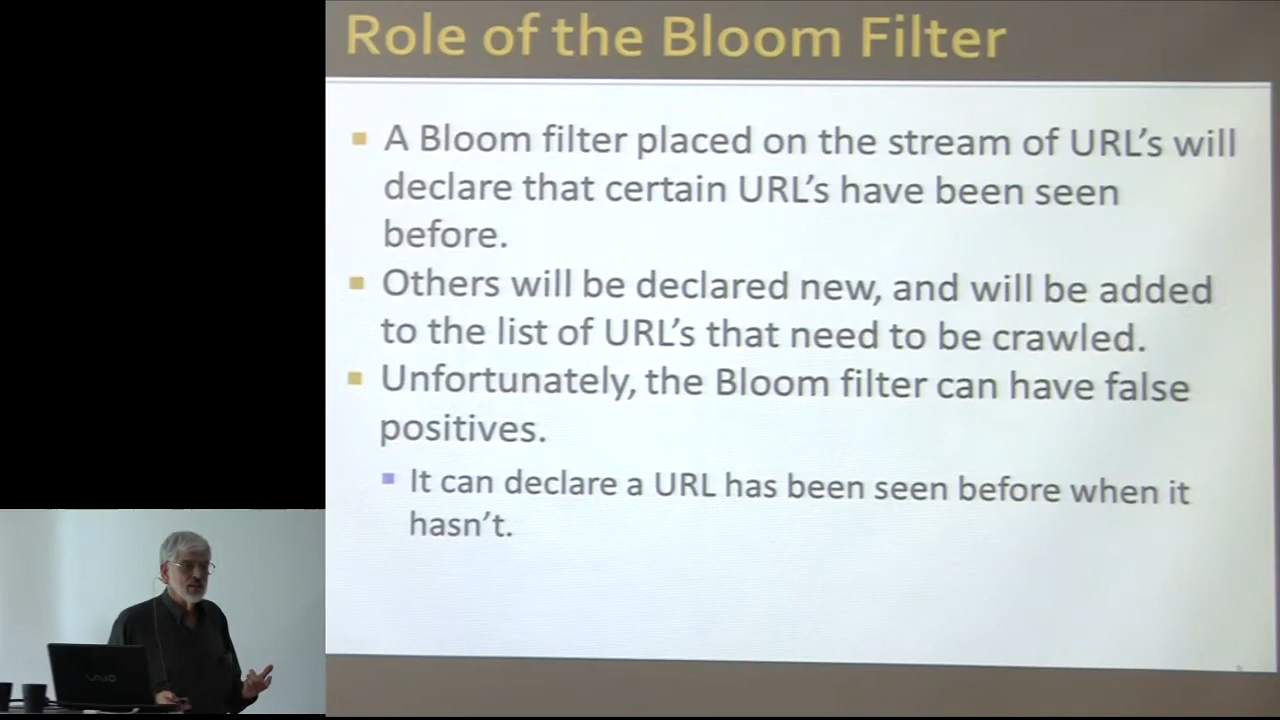 Role of the Bloom Filter
A Bloom filter placed on the stream of URL's will
declare that certain URL's have been seen
before.
Others will be declared new, and will be added
to the list of URL's that need to be crawled.
Unfortunately, the Bloom filter can have false
positives.
It can declare a URL has been seen before when it
hasn't.
VAIO